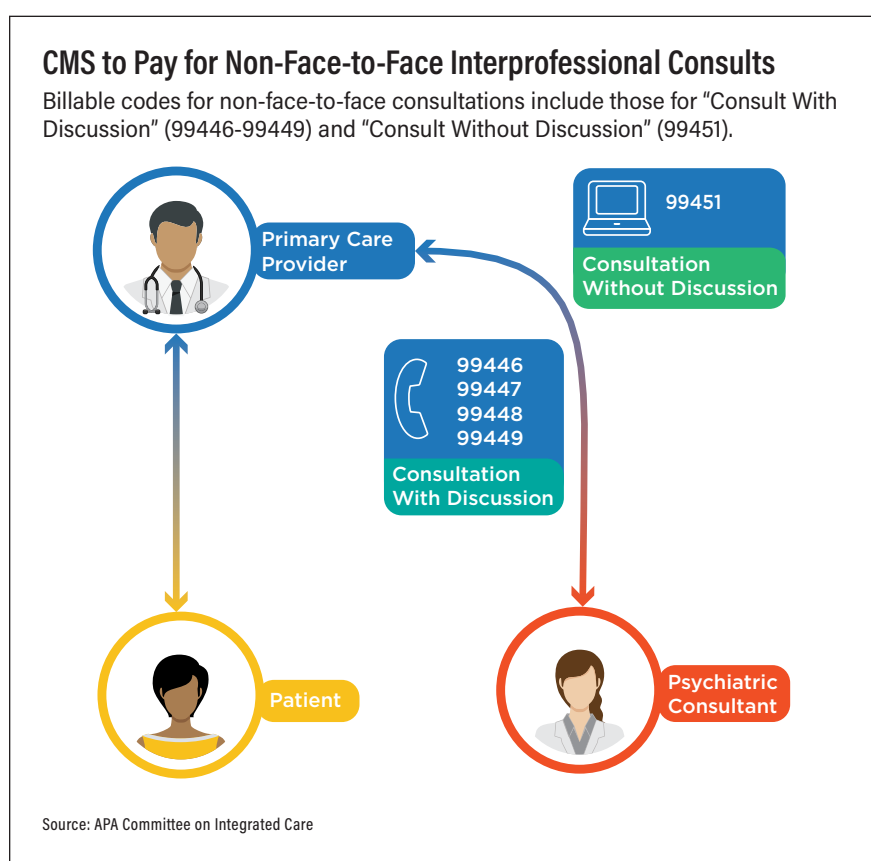 CMS to Pay for Non-Face-to-Face Interprofessional Consults
Billable codes for non-face-to-face consultations include those for “Consult With
Discussion” (99446-99449) and “Consult Without Discussion” (99451).
Primary Care
Provider
99451
Consultation
Without Discussion
99446
99447
99448
99449
Consultation
With Discussion
Patient
Psychiatric
Consultant
Source: APA Committee on Integrated Care